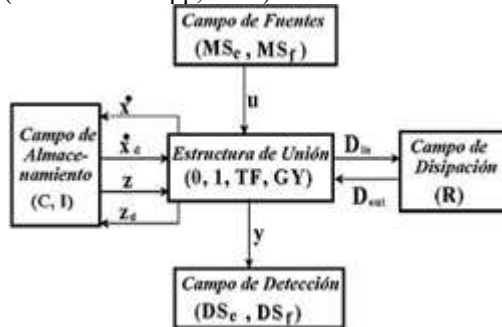 Campo de Fuentes
(MSe , MSf)
u
ẋ
Campo de
Almace-
namiento
(C, I)
ẋd
z
zd
Estructura de Unión
(0, 1, TF, GY)
Din
Dout
Campo de
Disipación
(R)
y
Campo de Detección
(DSe , DSf)